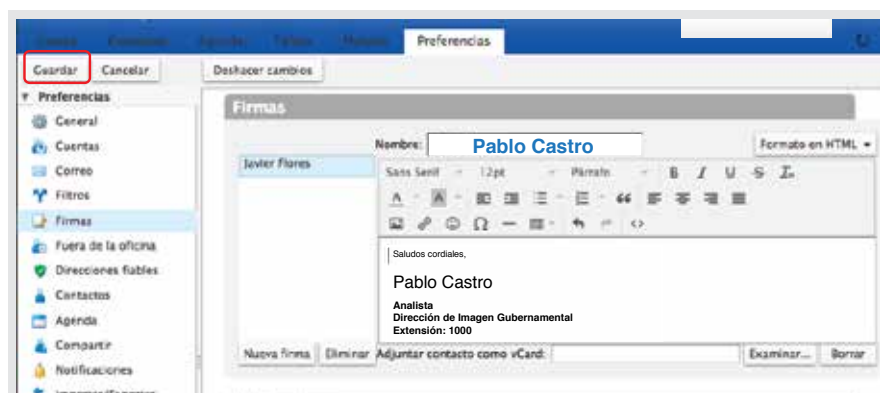 Preferencias
Guardar Cancelar Deshacer cambios
Preferencias
General
Cuentas
Correo
Filtros
Firmas
Fuera de la oficina
Direcciones fiables
Contactos
Agenda
Compartir
Notificaciones
Firmas
Nombre: Pablo Castro Formato en HTML
Javier Flores
Sans Serif 12pt Párrafo B I U S
Saludos cordiales,
Pablo Castro
Analista
Dirección de Imagen Gubernamental
Extensión: 1000
Nueva firma Eliminar Adjuntar contacto como vCard: Examinar... Borrar